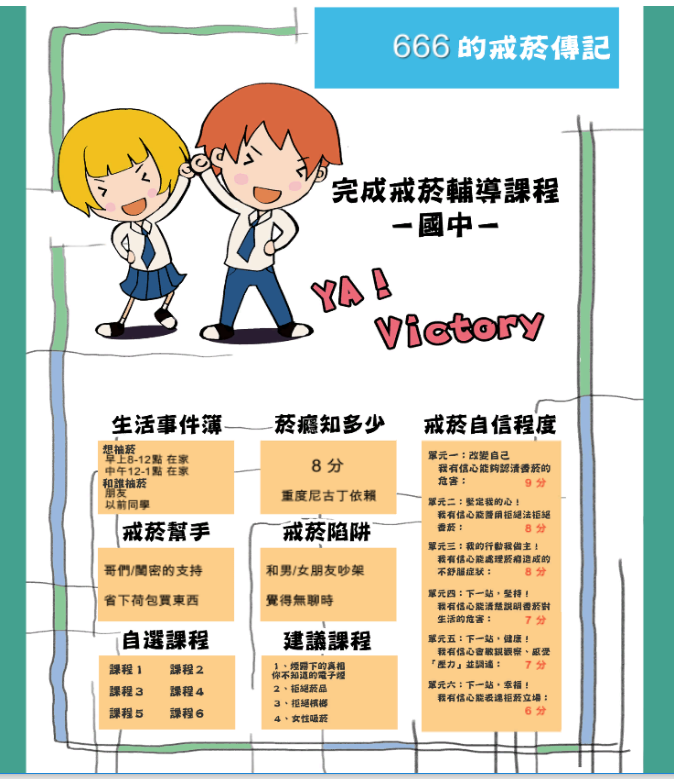 666 的戒菸傳記
完成戒菸輔導課程
－國中－
YA！
Victory
生活事件簿
想抽菸
早上8-12點 在家
中午12-1點 在家
和誰抽菸
朋友
以前同學
菸癮知多少
8 分
重度尼古丁依賴
戒菸自信程度
單元一：改變自己
我有信心能夠認清香菸的
危害： 9 分
單元二：堅定我的心！
我有信心能善用拒絕法拒絕
香菸： 8 分
單元三：我的行動我做主！
我有信心能處理菸癮造成的
不舒服症狀： 8 分
單元四：下一站，堅持！
我有信心能清楚說明香菸對
生活的危害： 7 分
單元五：下一站，健康！
我有信心會敏銳觀察、感受
「壓力」並調適： 7 分
單元六：下一站，幸福！
我有信心能表達拒菸立場：
6 分
戒菸幫手
哥們/閨密的支持
省下荷包買東西
戒菸陷阱
和男/女朋友吵架
覺得無聊時
自選課程
課程 1 課程 2
課程 3 課程 4
課程 5 課程 6
建議課程
1 、煙霧下的真相
你不知道的電子煙
2 、拒絕菸品
3 、拒絕檳榔
4 、女性吸菸